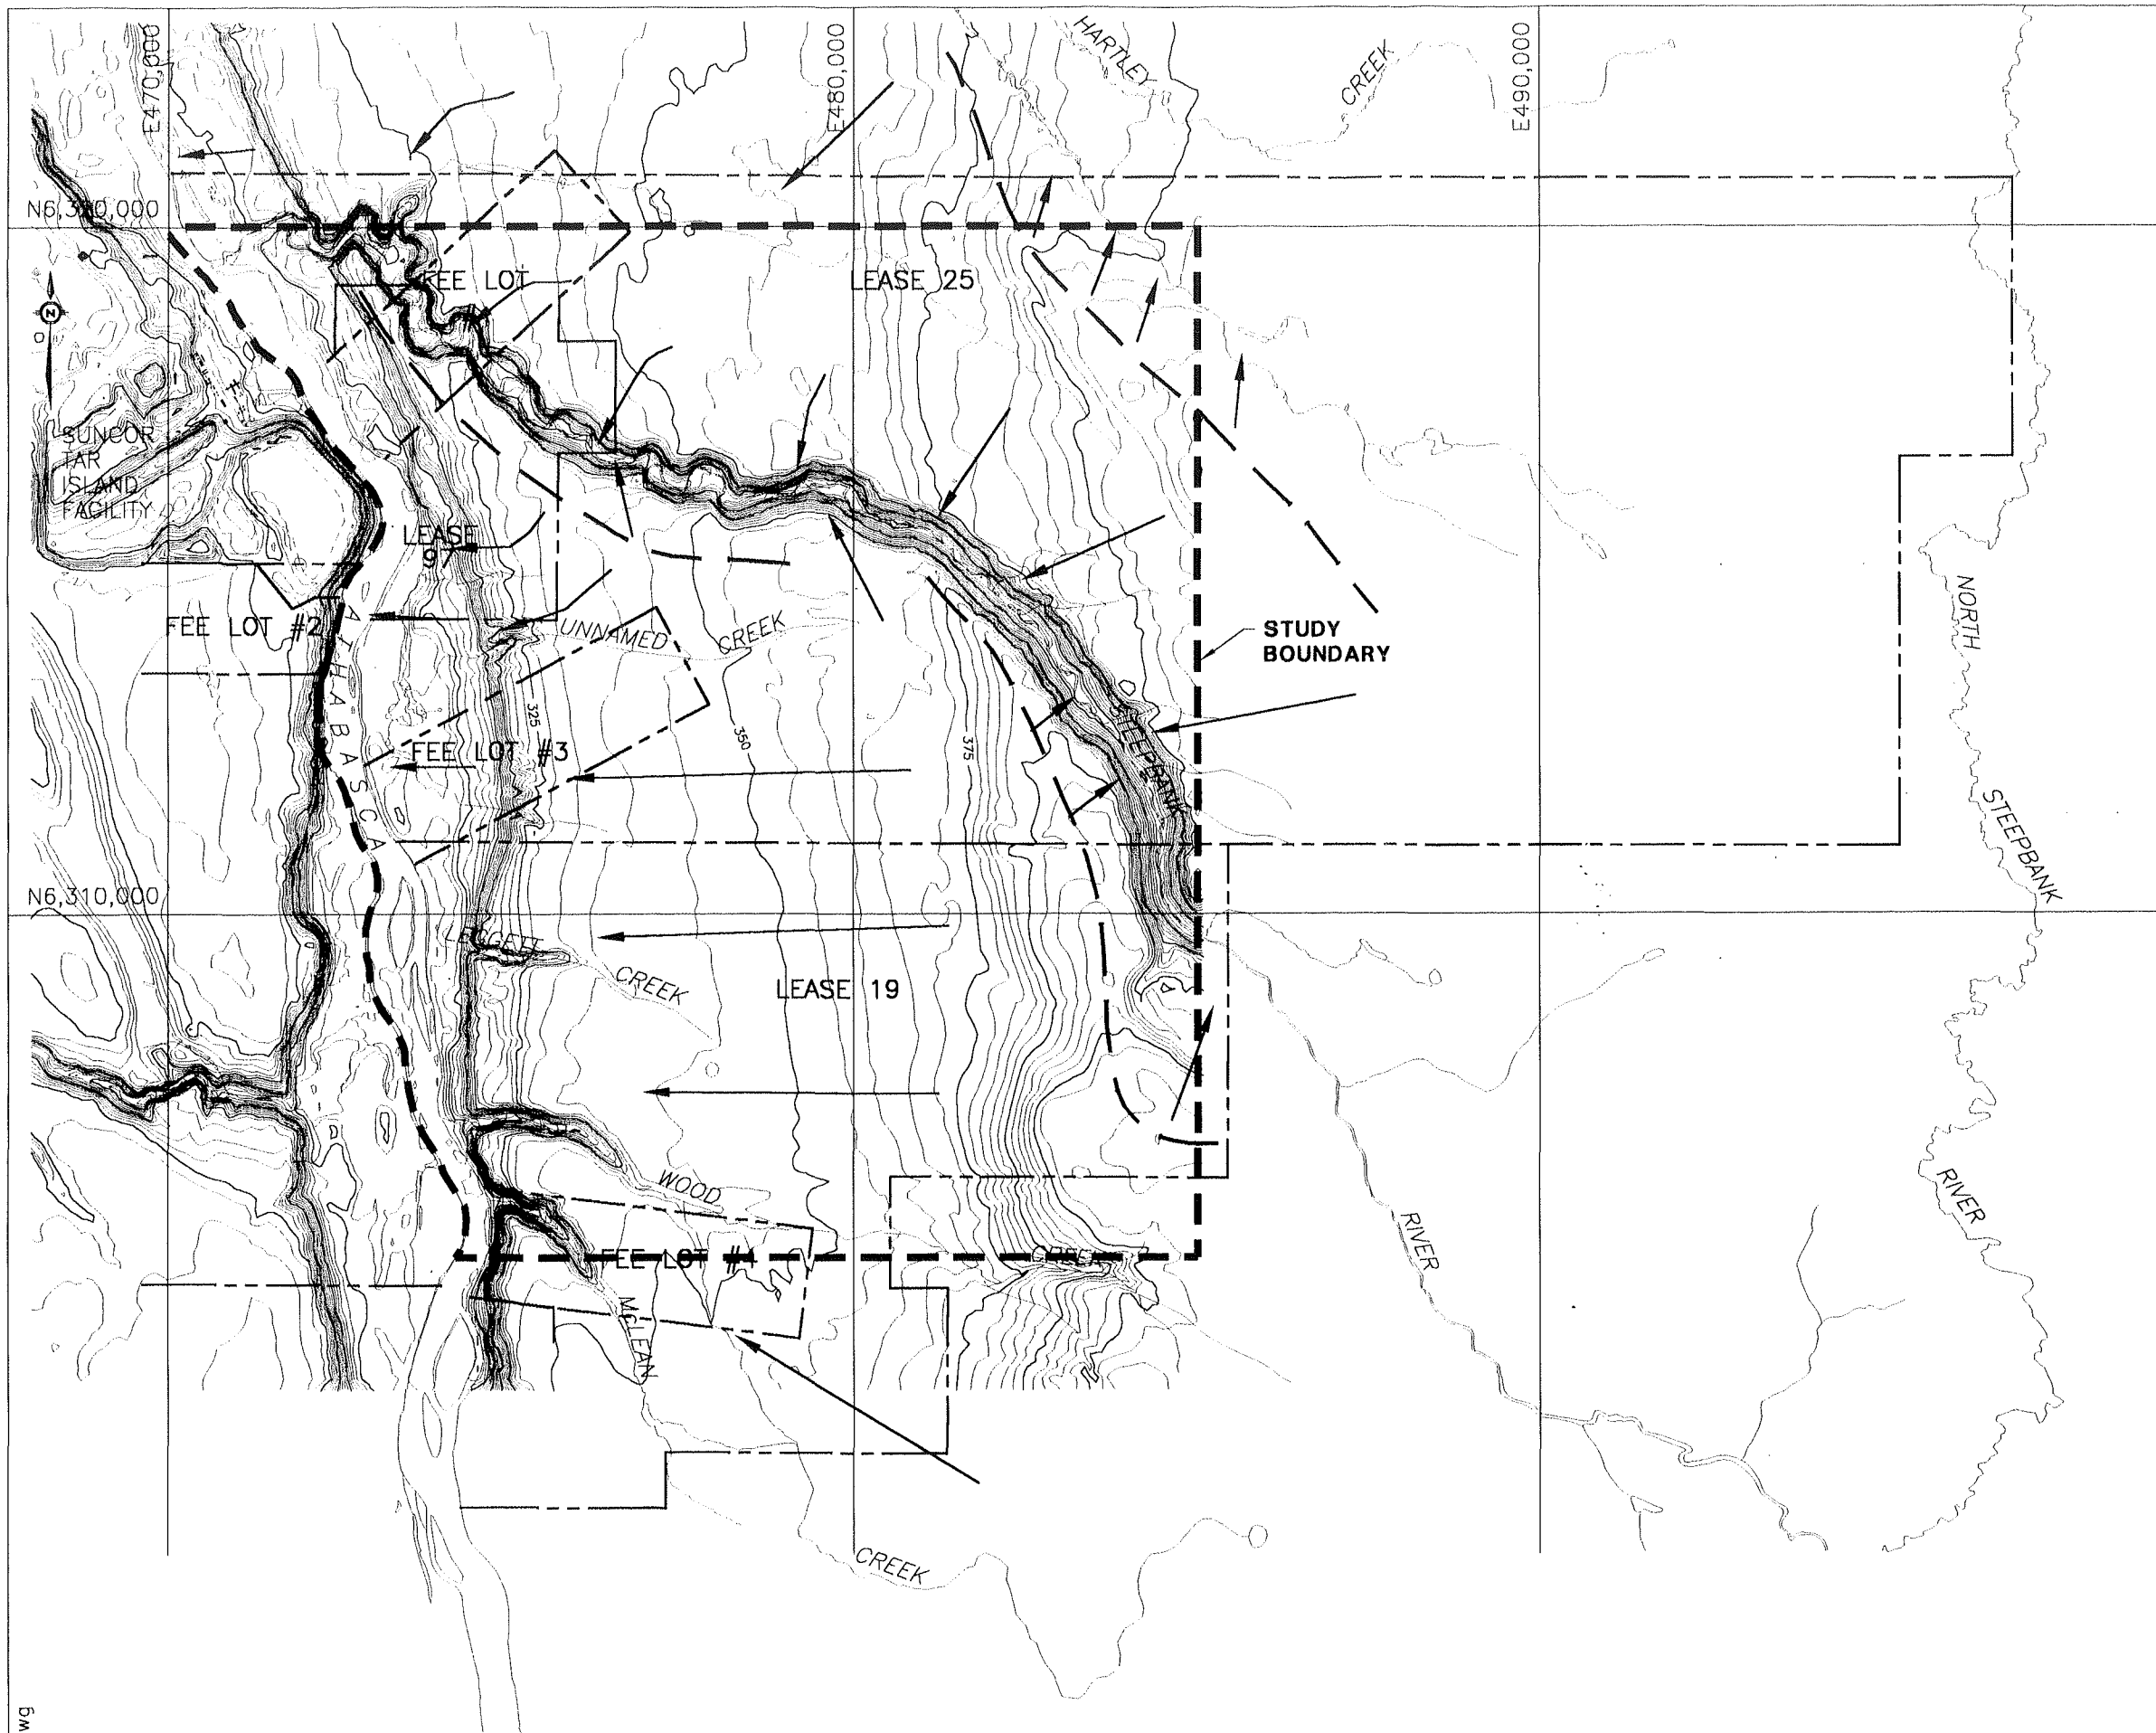 E470,000
E480,000
E490,000
HARTLEY
CREEK
N6,320,000
FEE LOT
LEASE 25
N
SUNCOR
TAR
ISLAND
FACILITY
LEASE
97
FEE LOT #2
UNNAMED CREEK
STUDY
BOUNDARY
ATHABASCA
325
350
375
FEE LOT #3
STEEPBANK
NORTH
STEEPBANK
RIVER
N6,310,000
LEGGETT
CREEK
LEASE 19
WOOD
CREEK
RIVER
FEE LOT #4
MCLEAN
CREEK